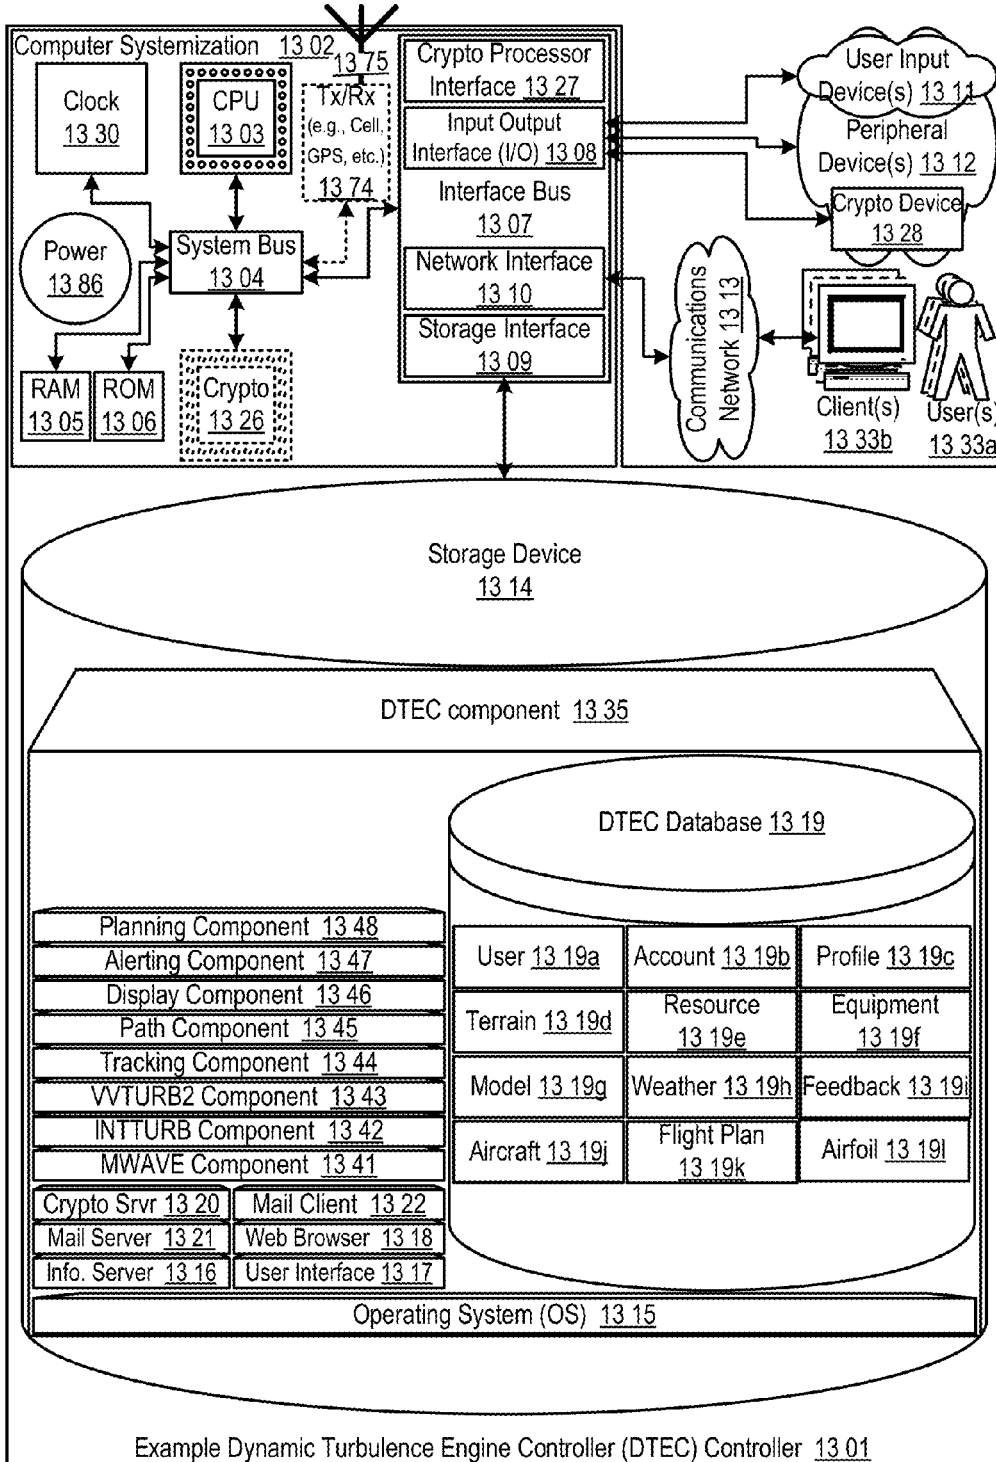 Computer Systemization 13 02
13 75
Clock
13 30
CPU
13 03
Tx/Rx
(e.g., Cell,
GPS, etc.)
13 74
Crypto Processor
Interface 13 27
Input Output
Interface (I/O) 13 08
Interface Bus
13 07
Network Interface
13 10
Storage Interface
13 09
User Input
Device(s) 13 11
Peripheral
Device(s) 13 12
Crypto Device
13 28
Power
13 86
System Bus
13 04
RAM
13 05
ROM
13 06
Crypto
13 26
Communications
Network 13 13
Client(s)
13 33b
User(s)
13 33a
Storage Device
13 14
DTEC component 13 35
DTEC Database 13 19
Planning Component 13 48
Alerting Component 13 47
Display Component 13 46
Path Component 13 45
Tracking Component 13 44
VVTURB2 Component 13 43
INTTURB Component 13 42
MWAVE Component 13 41
Crypto Srvr 13 20
Mail Client 13 22
Mail Server 13 21
Web Browser 13 18
Info. Server 13 16
User Interface 13 17
User 13 19a
Account 13 19b
Profile 13 19c
Terrain 13 19d
Resource
13 19e
Equipment
13 19f
Model 13 19g
Weather 13 19h
Feedback 13 19i
Aircraft 13 19j
Flight Plan
13 19k
Airfoil 13 19l
Operating System (OS) 13 15
Example Dynamic Turbulence Engine Controller (DTEC) Controller 13 01